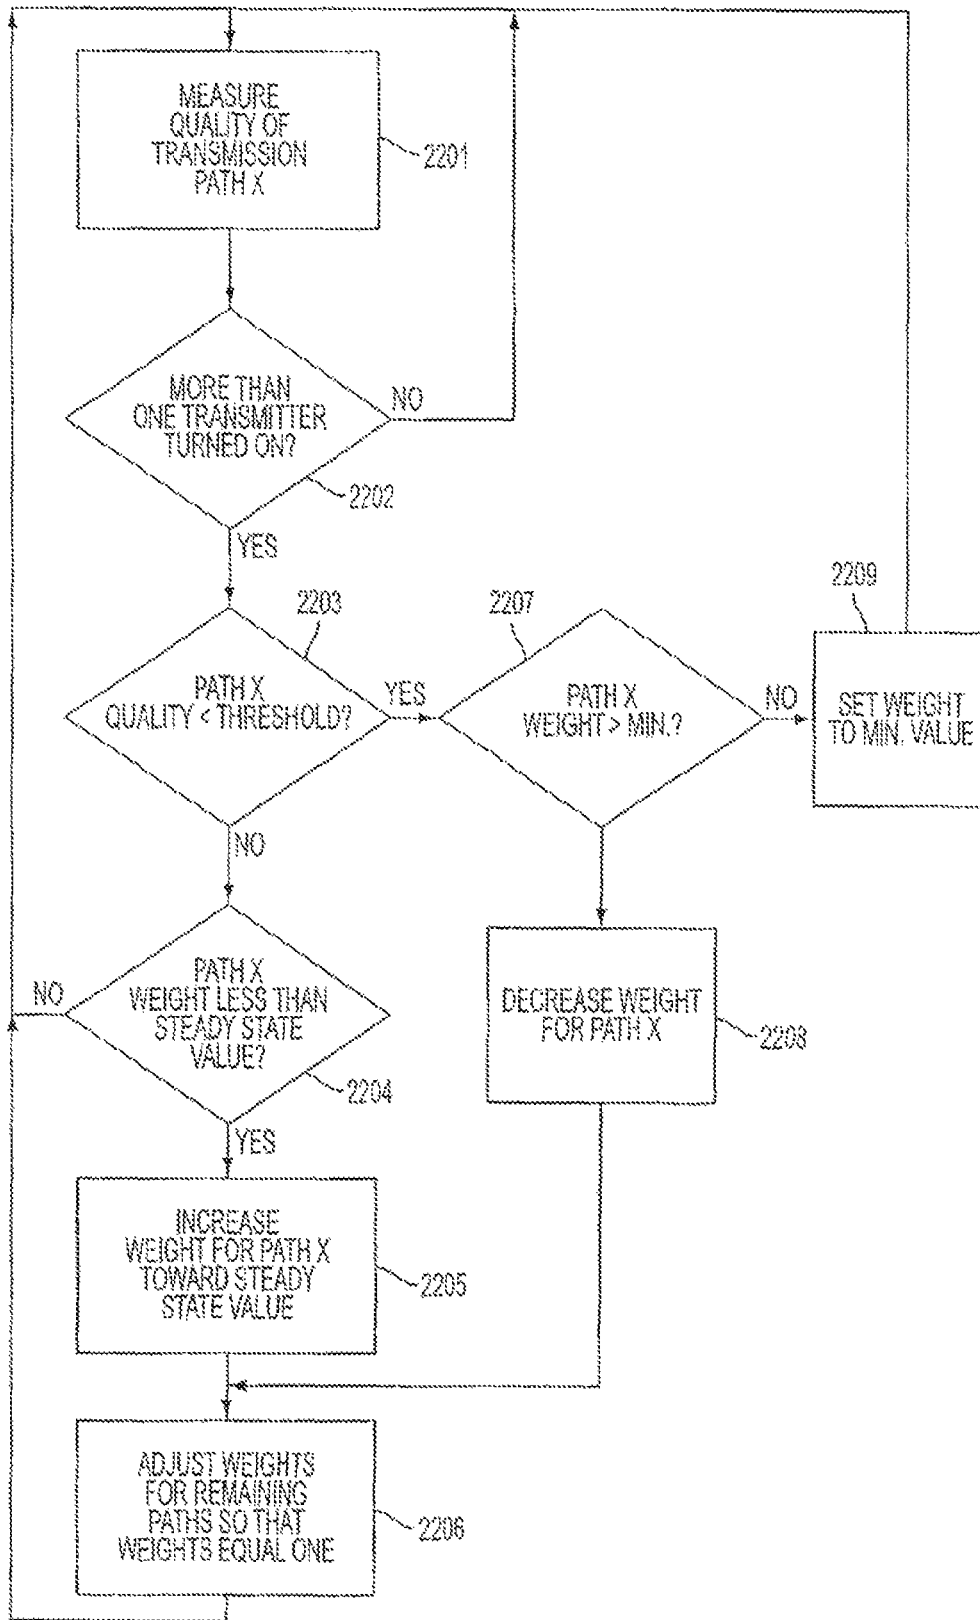 MEASURE
QUALITY OF
TRANSMISSION
PATH X
2201
MORE THAN
ONE TRANSMITTER
TURNED ON?
NO
2202
YES
2203
PATH X
QUALITY < THRESHOLD?
YES
NO
2207
PATH X
WEIGHT > MIN.?
NO
2209
SET WEIGHT
TO MIN. VALUE
PATH X
WEIGHT LESS THAN
STEADY STATE
VALUE?
NO
2204
YES
DECREASE WEIGHT
FOR PATH X
2208
INCREASE
WEIGHT FOR PATH X
TOWARD STEADY
STATE VALUE
2205
ADJUST WEIGHTS
FOR REMAINING
PATHS SO THAT
WEIGHTS EQUAL ONE
2206